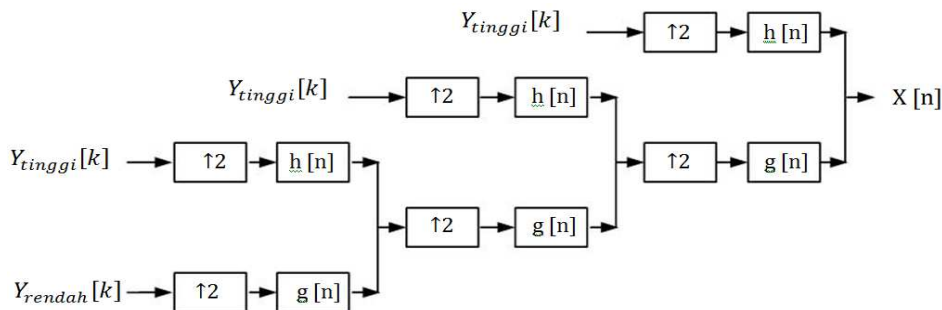 Y_tinggi[k] ↑2 h [n]
Y_tinggi[k] ↑2 h [n] X [n]
Y_tinggi[k] ↑2 h [n] ↑2 g [n]
↑2 g [n]
Y_rendah[k] ↑2 g [n]